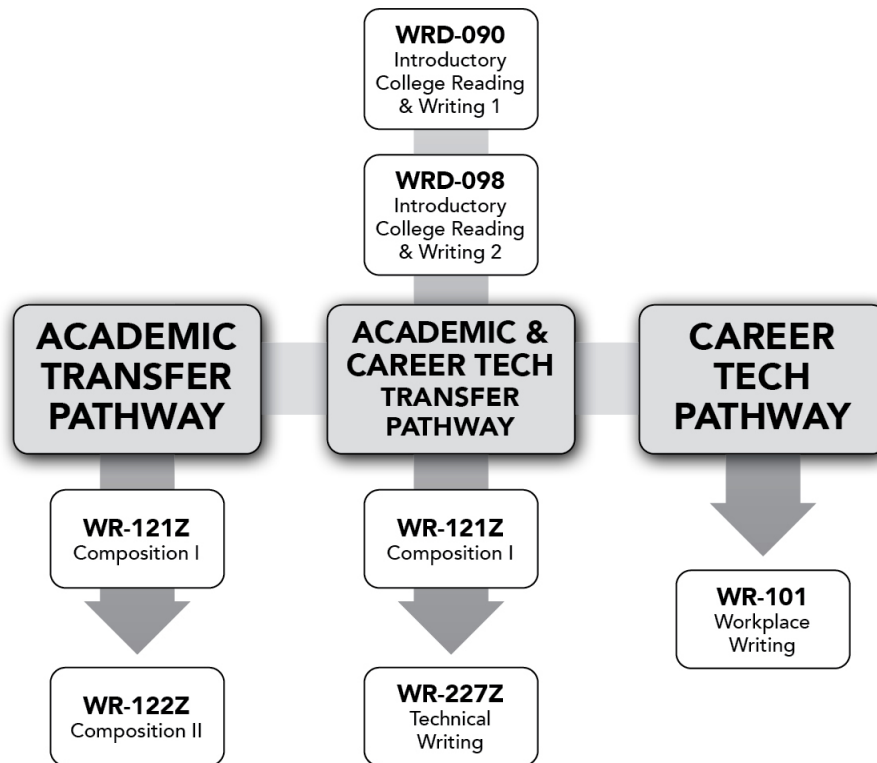 WRD-090
Introductory
College Reading
& Writing 1
WRD-098
Introductory
College Reading
& Writing 2
ACADEMIC
TRANSFER
PATHWAY
ACADEMIC &
CAREER TECH
TRANSFER
PATHWAY
CAREER
TECH
PATHWAY
WR-121Z
Composition I
WR-121Z
Composition I
WR-101
Workplace
Writing
WR-122Z
Composition II
WR-227Z
Technical
Writing